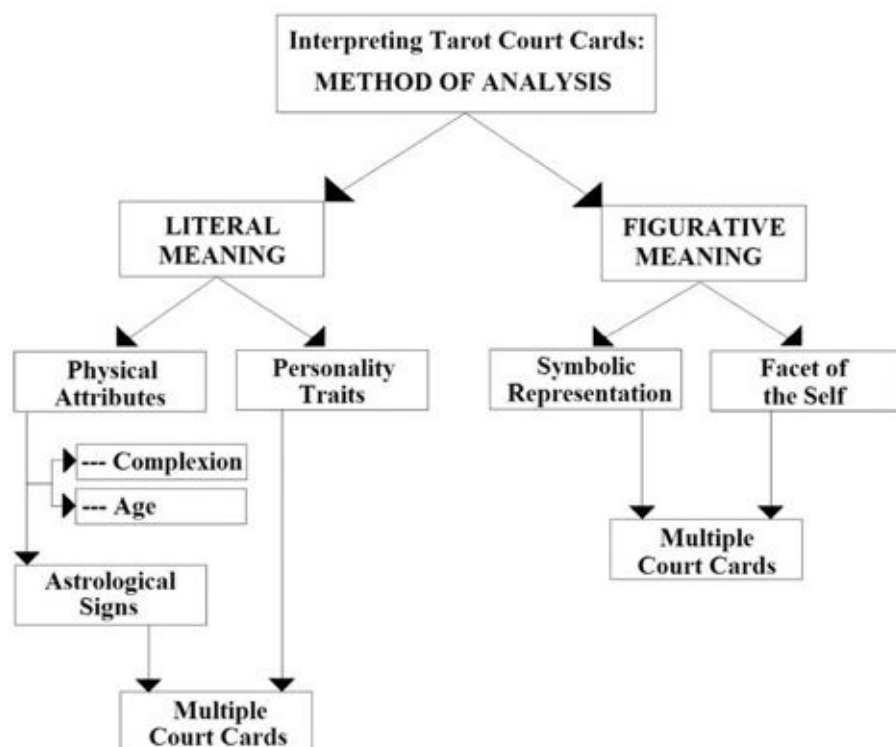 Interpreting Tarot Court Cards:
METHOD OF ANALYSIS
LITERAL
MEANING
FIGURATIVE
MEANING
Physical
Attributes
Personality
Traits
Symbolic
Representation
Facet of
the Self
--- Complexion
--- Age
Multiple
Court Cards
Astrological
Signs
Multiple
Court Cards